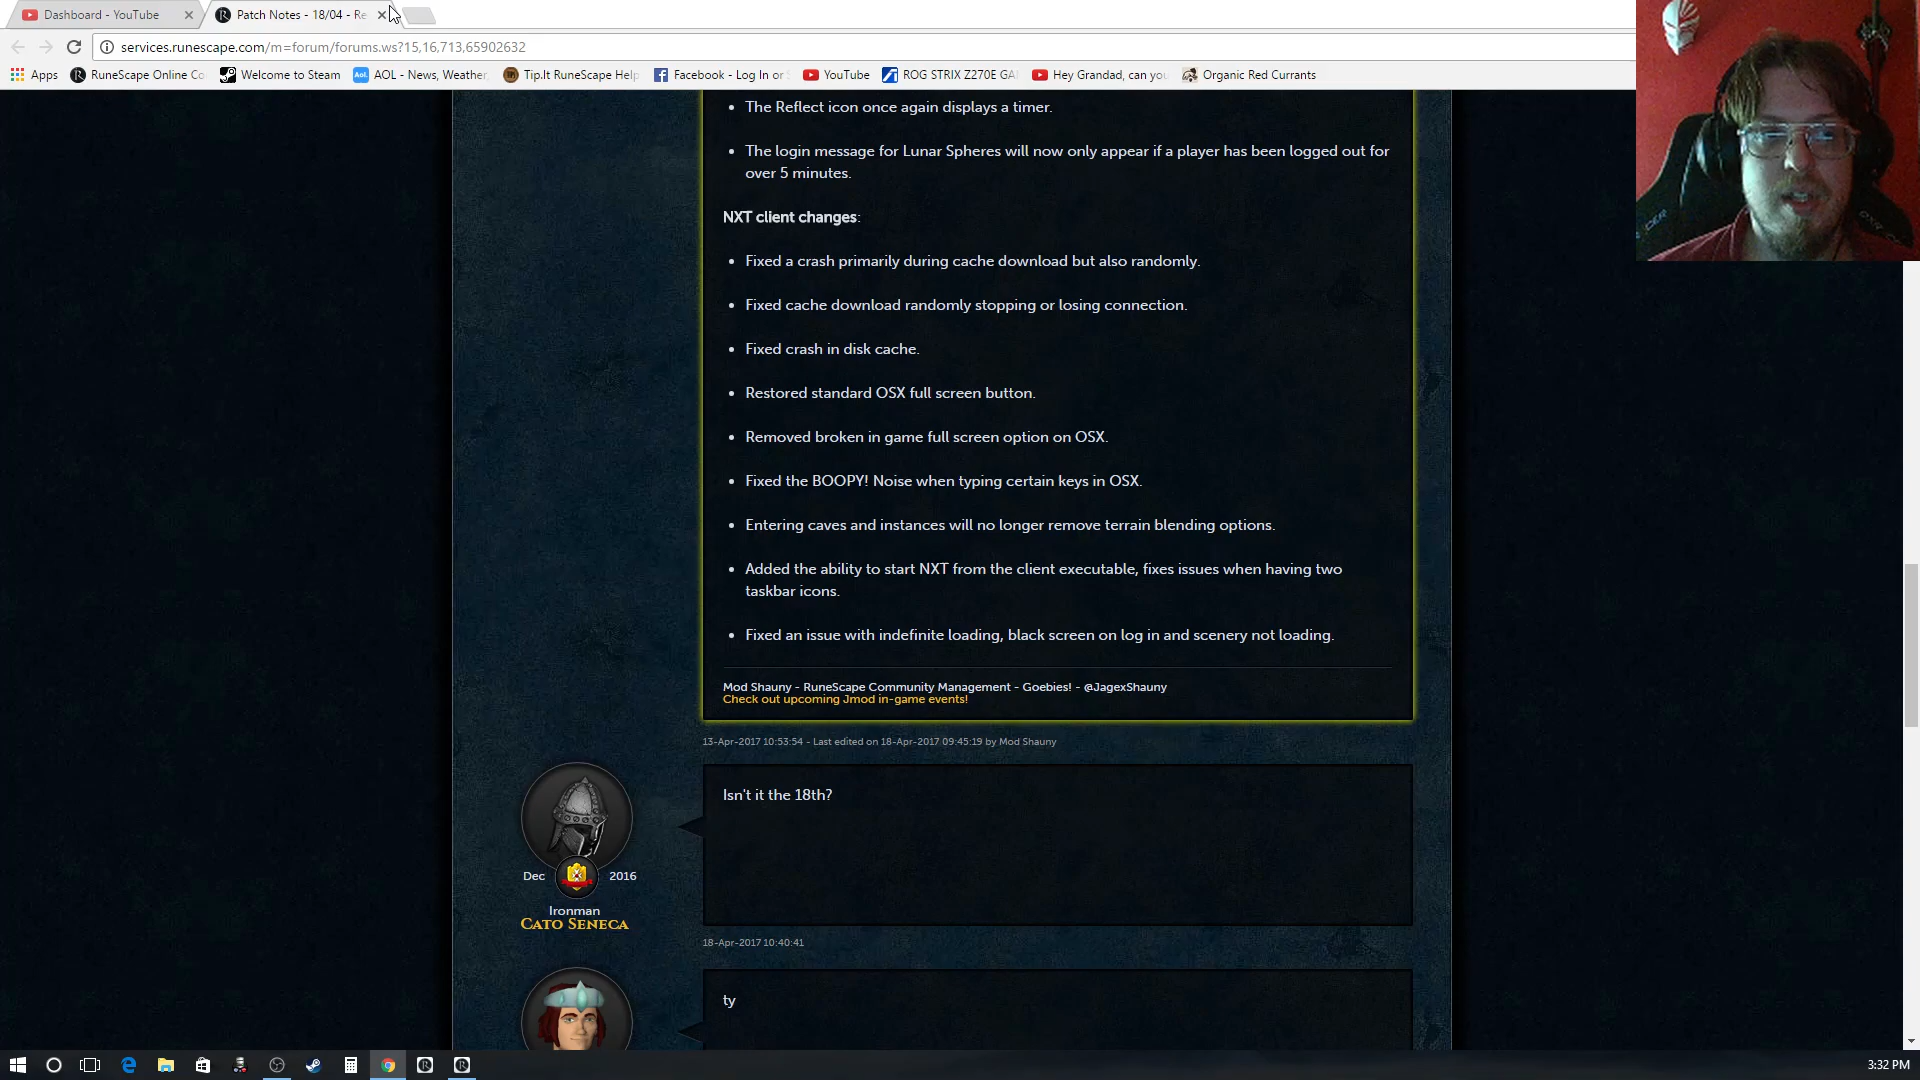 Dashboard - YouTube
Patch Notes - 18/04 - Re
services.runescape.com/m=forum/forums.ws?15,16,713,65902632
Apps
RuneScape Online Co
Welcome to Steam
Aol.
AOL - News, Weather,
Tip.It RuneScape Help
Facebook - Log In or S
YouTube
ROG STRIX Z270E GA
Hey Grandad, can you
Organic Red Currants
• The Reflect icon once again displays a timer.
• The login message for Lunar Spheres will now only appear if a player has been logged out for
over 5 minutes.
NXT client changes:
• Fixed a crash primarily during cache download but also randomly.
• Fixed cache download randomly stopping or losing connection.
• Fixed crash in disk cache.
• Restored standard OSX full screen button.
• Removed broken in game full screen option on OSX.
• Fixed the BOOPY! Noise when typing certain keys in OSX.
• Entering caves and instances will no longer remove terrain blending options.
• Added the ability to start NXT from the client executable, fixes issues when having two
taskbar icons.
• Fixed an issue with indefinite loading, black screen on log in and scenery not loading.
Mod Shauny - RuneScape Community Management - Goebies! - @JagexShauny
Check out upcoming Jmod in-game events!
13-Apr-2017 10:53:54 - Last edited on 18-Apr-2017 09:45:19 by Mod Shauny
Isn't it the 18th?
Dec 2016
Ironman
Cato Seneca
18-Apr-2017 10:40:41
ty
3:32 PM